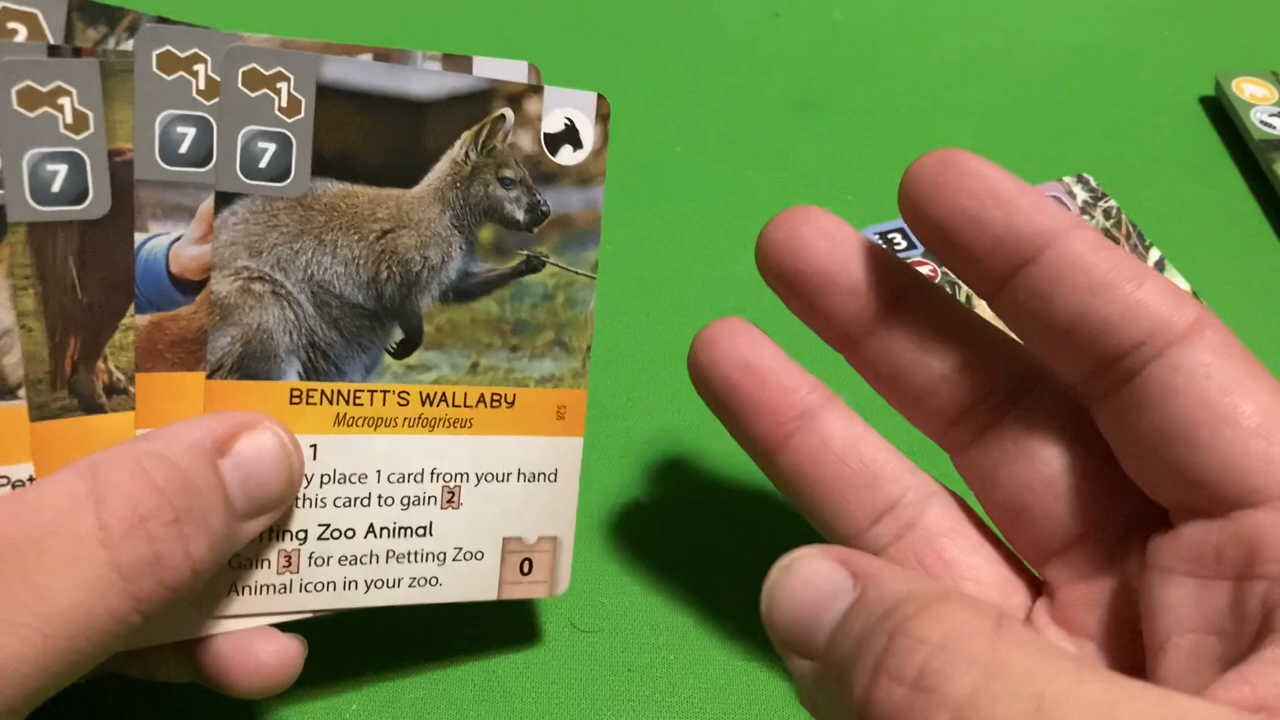 2
1
7
1
7
1
7
3
BENNETT'S WALLABY
Macropus rufogriseus
528
1
place 1 card from your hand
this card to gain 2.
Zoo Animal
Gain 3 for each Petting Zoo
Animal icon in your zoo.
0
Pet